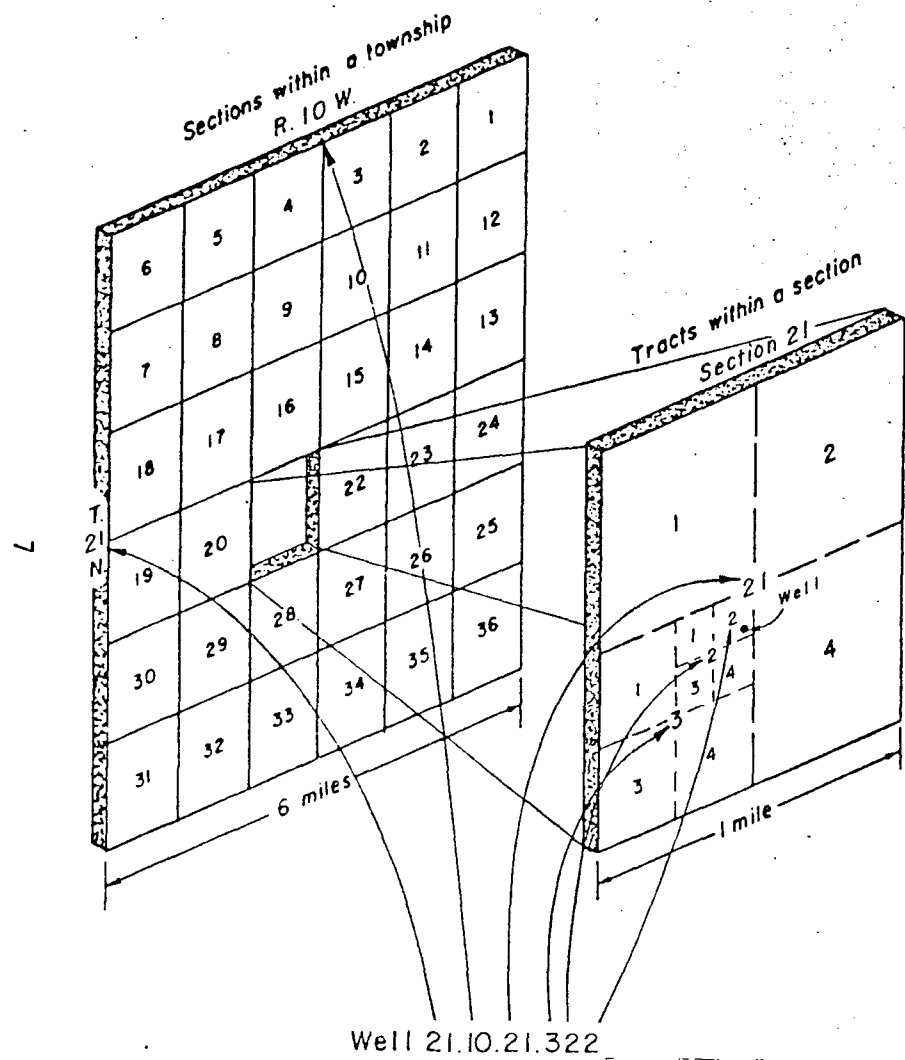 Sections within a township
R. 10 W.
6 5 4 3 2 1
7 8 9 10 11 12
18 17 16 15 14 13
T.
21
N.
19 20 22 23 24
30 29 28 27 26 25
31 32 33 34 35 36
6 miles
Tracts within a section
Section 21
1 2
21
Well
1 2
2
1 3 4
3
3 4
4
1 mile
7
Well 21.10.21.322